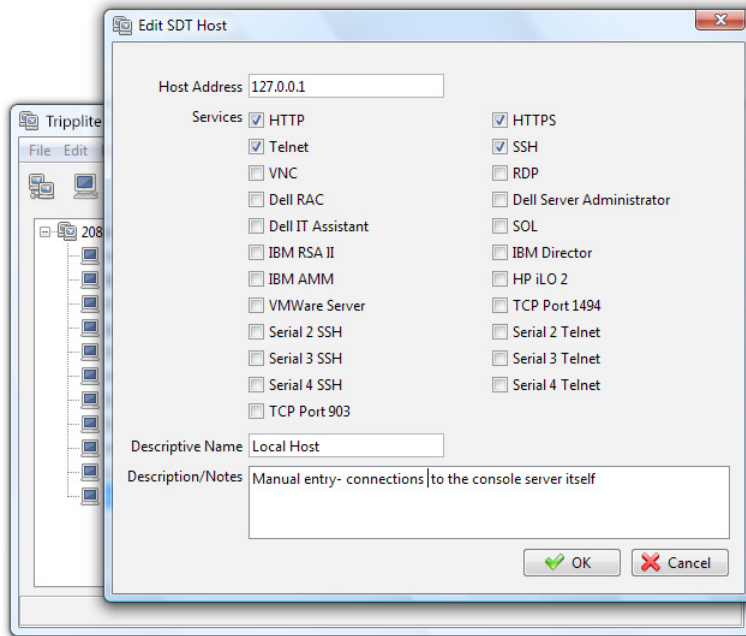 Edit SDT Host
Host Address 127.0.0.1
Services HTTP HTTPS
Telnet SSH
VNC RDP
Dell RAC Dell Server Administrator
Dell IT Assistant SOL
IBM RSA II IBM Director
IBM AMM HP iLO 2
VMWare Server TCP Port 1494
Serial 2 SSH Serial 2 Telnet
Serial 3 SSH Serial 3 Telnet
Serial 4 SSH Serial 4 Telnet
TCP Port 903
Descriptive Name Local Host
Description/Notes Manual entry- connections to the console server itself
OK Cancel
Tripplite
File Edit
208